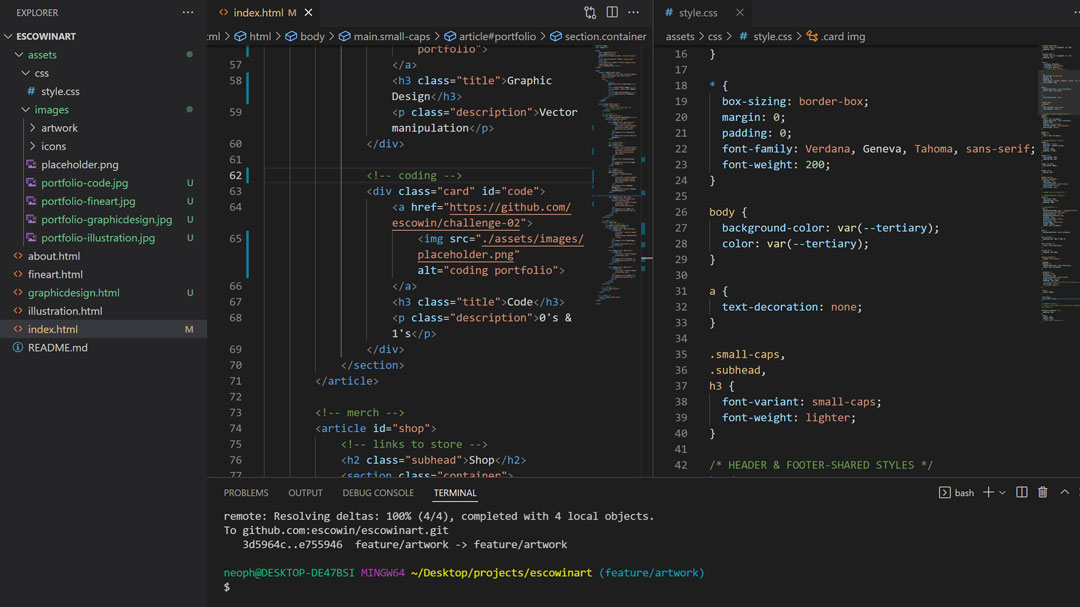 EXPLORER
ESCOWINART
assets
css
# style.css
images
artwork
icons
placeholder.png
portfolio-code.jpg U
portfolio-fineart.jpg U
portfolio-graphicdesign.jpg U
portfolio-illustration.jpg U
<> about.html
<> fineart.html
<> graphicdesign.html U
<> illustration.html
<> index.html M
README.md
<> index.html M
html > body > main.small-caps > article#portfolio > section.container
portfolio">
57 </a>
58 <h3 class="title">Graphic
Design</h3>
59 <p class="description">Vector
manipulation</p>
60 </div>
61
62 <!-- coding -->
63 <div class="card" id="code">
64 <a href="https://github.com/
escowin/challenge-02">
65 <img src="./assets/images/
placeholder.png"
alt="coding portfolio">
66 </a>
67 <h3 class="title">Code</h3>
68 <p class="description">0's &
1's</p>
69 </div>
70 </section>
71 </article>
72
73 <!-- merch -->
74 <article id="shop">
75 <!-- links to store -->
76 <h2 class="subhead">Shop</h2>
77 <section class="container">
# style.css
assets > css > # style.css > .card img
16 }
17
18 * {
19 box-sizing: border-box;
20 margin: 0;
21 padding: 0;
22 font-family: Verdana, Geneva, Tahoma, sans-serif;
23 font-weight: 200;
24 }
25
26 body {
27 background-color: var(--tertiary);
28 color: var(--tertiary);
29 }
30
31 a {
32 text-decoration: none;
33 }
34
35 .small-caps,
36 .subhead,
37 h3 {
38 font-variant: small-caps;
39 font-weight: lighter;
40 }
41
42 /* HEADER & FOOTER-SHARED STYLES */
PROBLEMS OUTPUT DEBUG CONSOLE TERMINAL bash
remote: Resolving deltas: 100% (4/4), completed with 4 local objects.
To github.com:escowin/escowinart.git
3d5964c..e755946 feature/artwork -> feature/artwork
neoph@DESKTOP-DE47BSI MINGW64 ~/Desktop/projects/escowinart (feature/artwork)
$